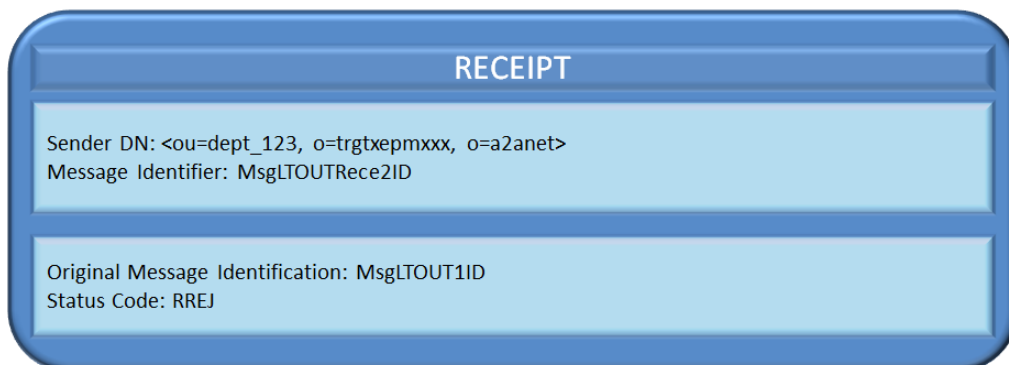 RECEIPT
Sender DN: <ou=dept_123, o=trgtxepmxxx, o=a2anet>
Message Identifier: MsgLTOUTRece2ID
Original Message Identification: MsgLTOUT1ID
Status Code: RREJ